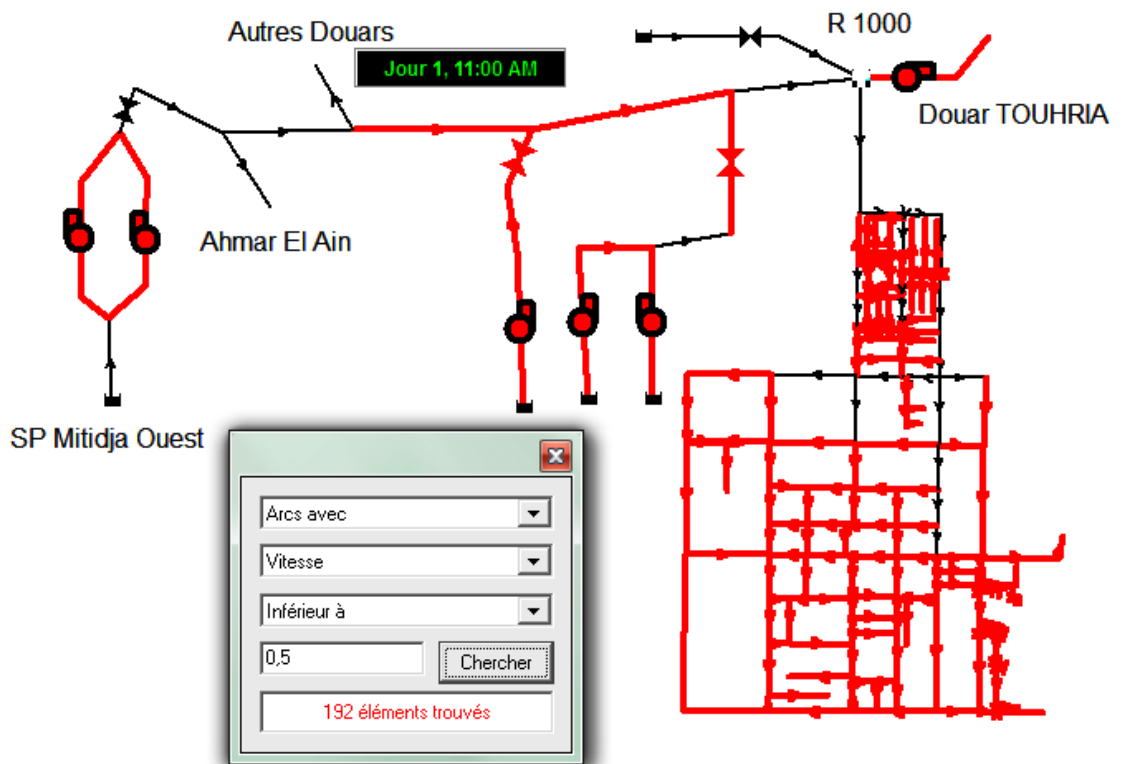 R 1000
Autres Douars
Jour 1, 11:00 AM
Douar TOUHRIA
Ahmar El Ain
SP Mitidja Ouest
Arcs avec
Vitesse
Inférieur à
0,5
Chercher
192 éléments trouvés